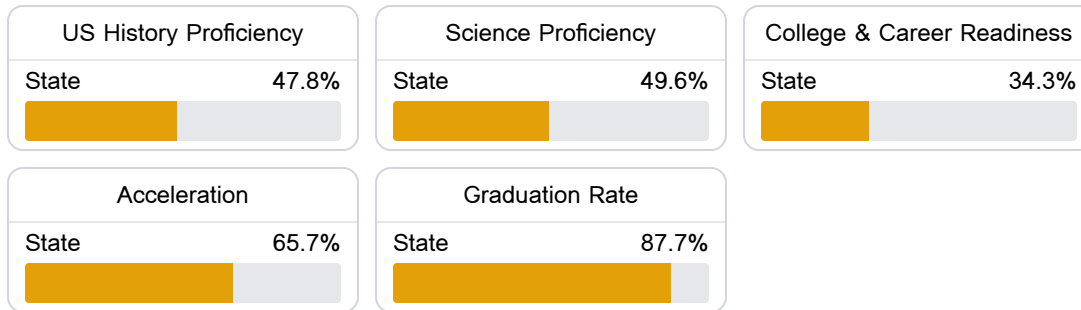 US History Proficiency
State 47.8%
Science Proficiency
State 49.6%
College & Career Readiness
State 34.3%
Acceleration
State 65.7%
Graduation Rate
State 87.7%